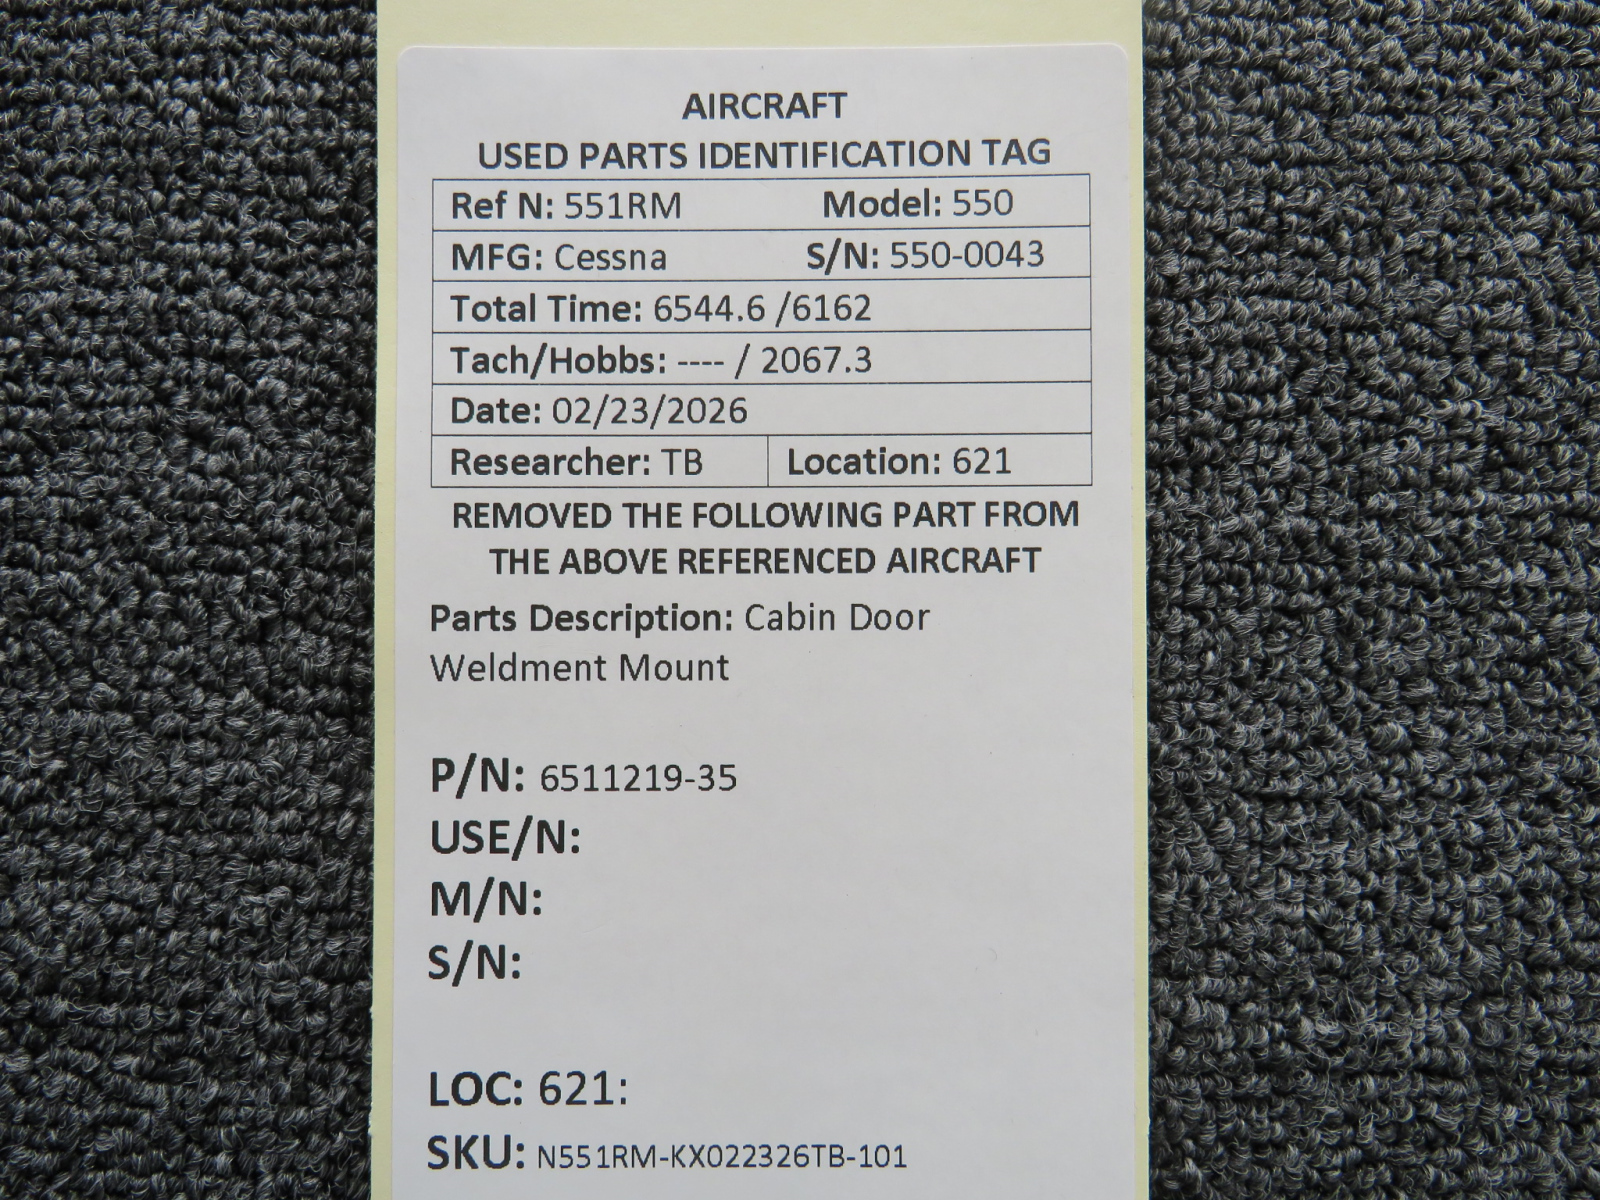 AIRCRAFT
USED PARTS IDENTIFICATION TAG
Ref N: 551RM Model: 550
MFG: Cessna S/N: 550-0043
Total Time: 6544.6 /6162
Tach/Hobbs: ---- / 2067.3
Date: 02/23/2026
Researcher: TB Location: 621
REMOVED THE FOLLOWING PART FROM
THE ABOVE REFERENCED AIRCRAFT
Parts Description: Cabin Door
Weldment Mount
P/N: 6511219-35
USE/N:
M/N:
S/N:
LOC: 621:
SKU: N551RM-KX022326TB-101